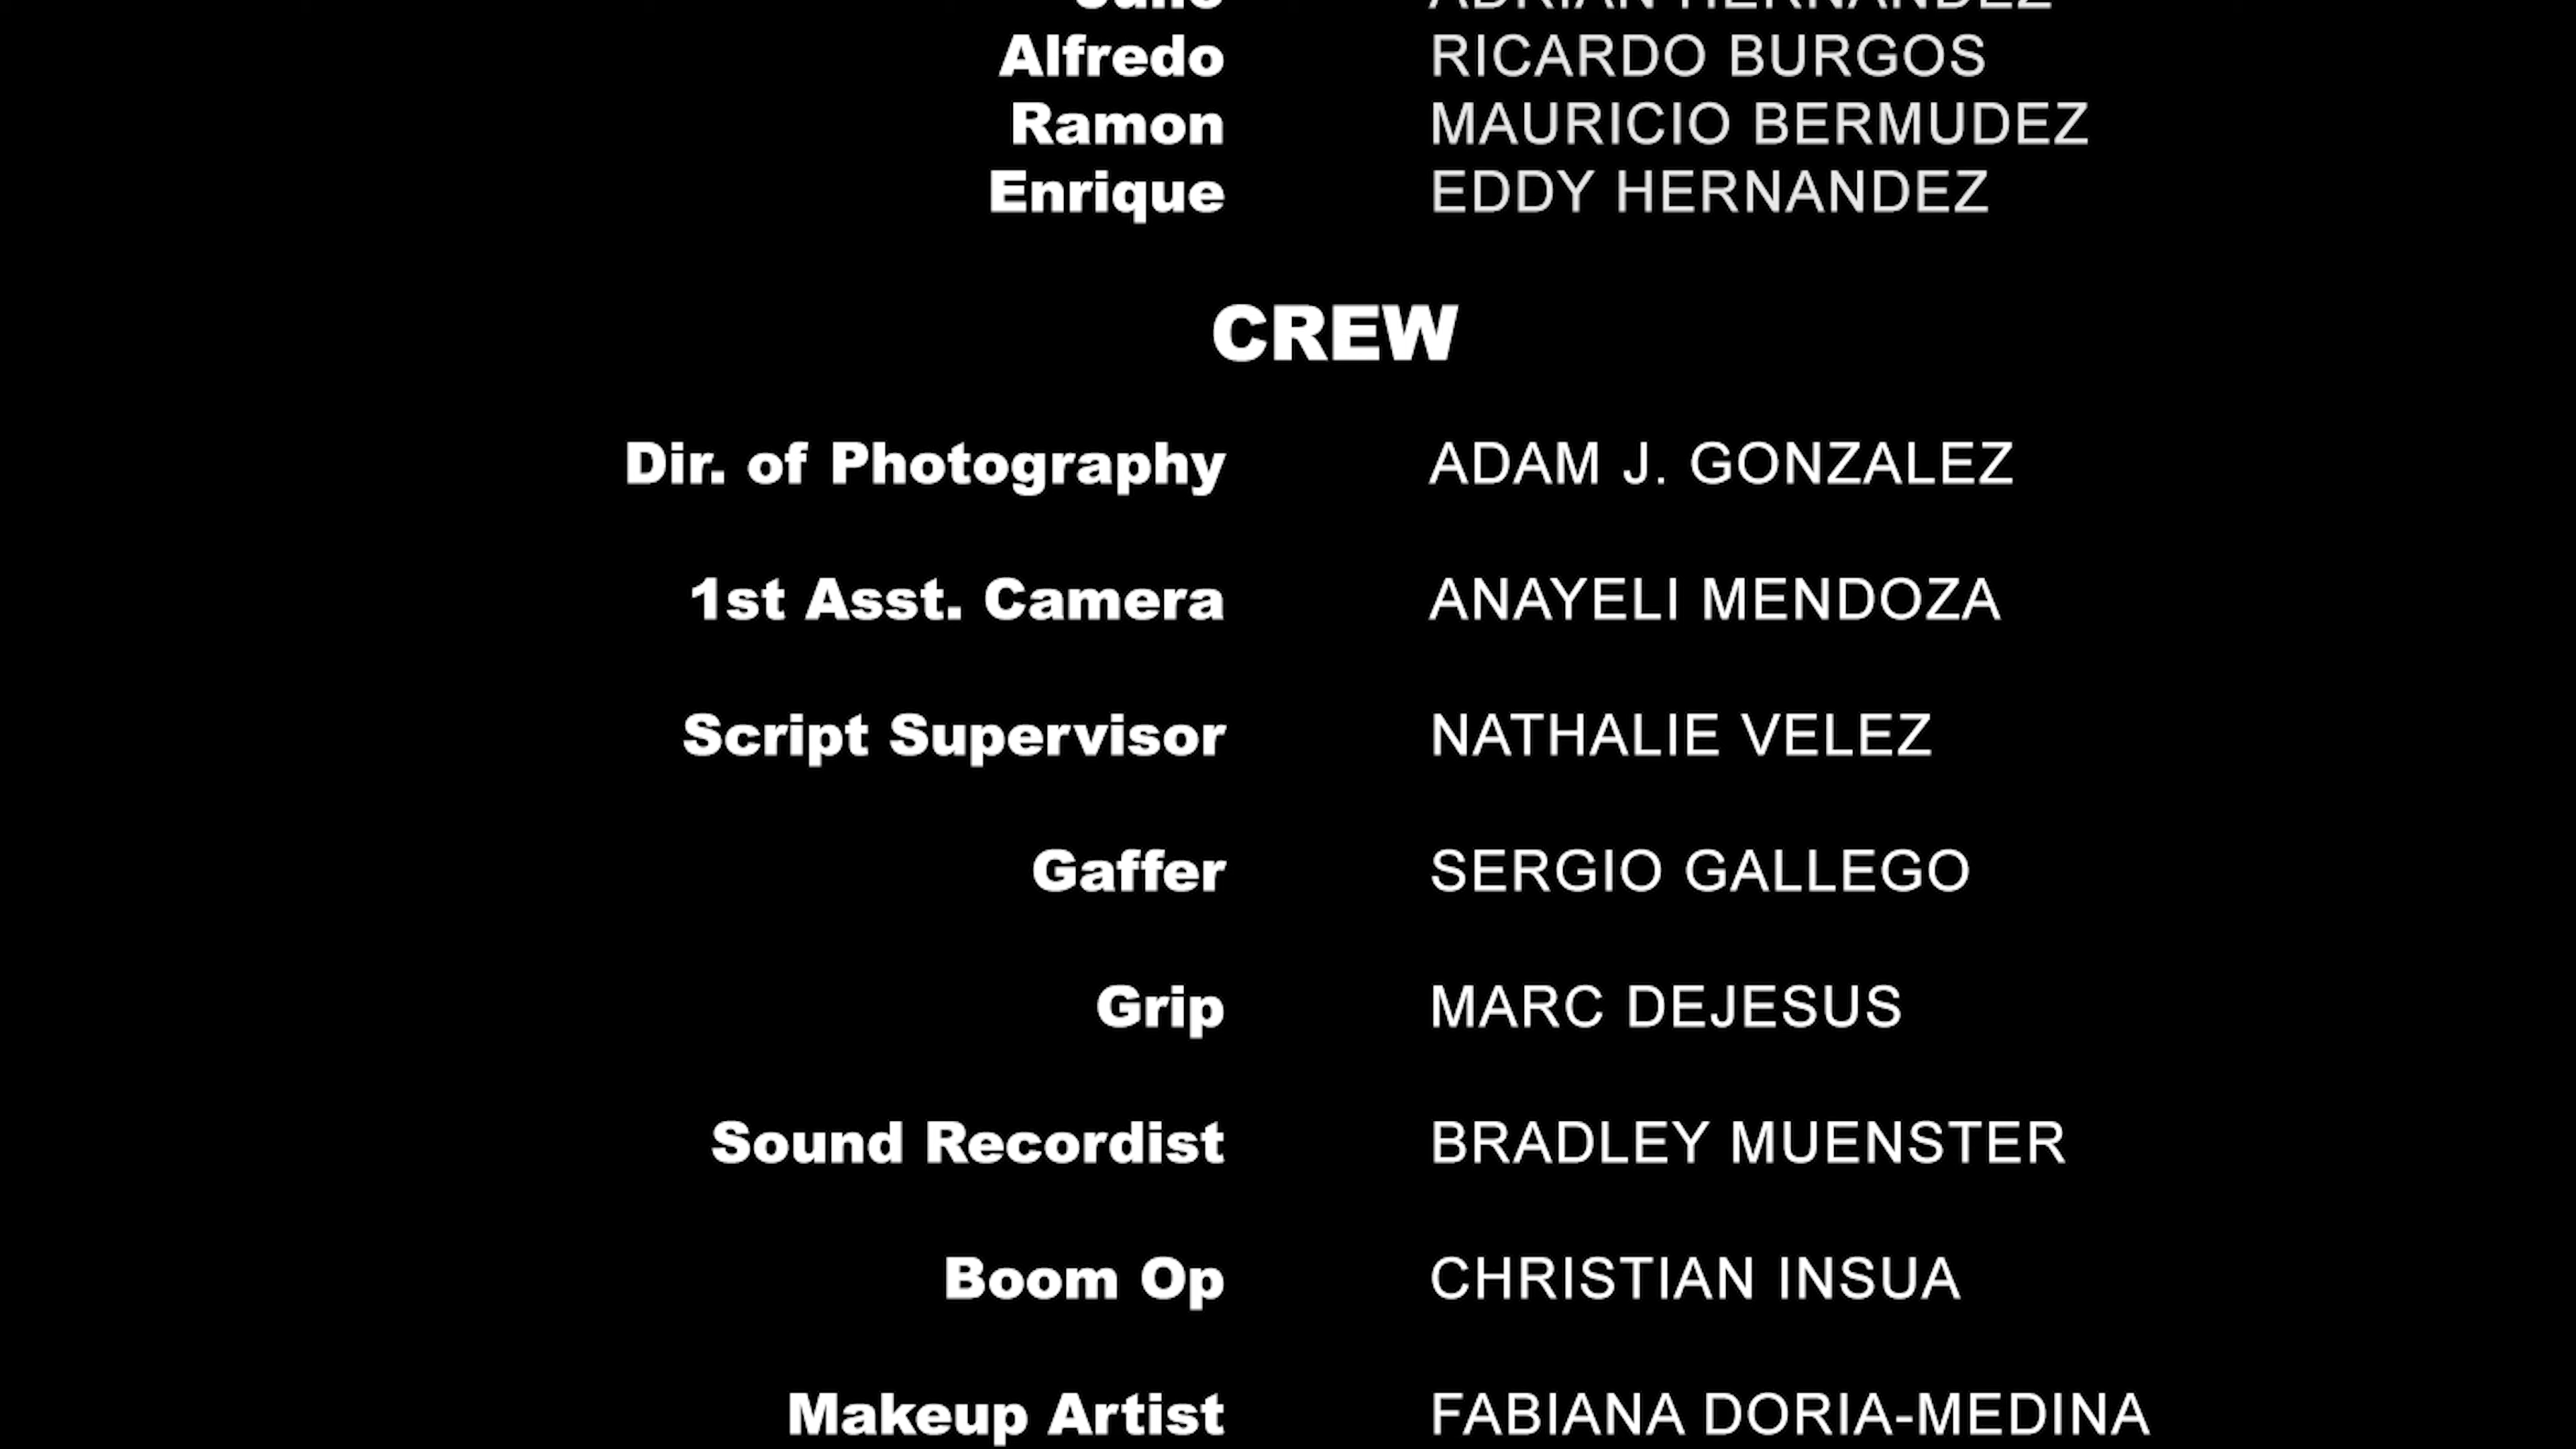 ADRIAN HERNANDEZ
Alfredo RICARDO BURGOS
Ramon MAURICIO BERMUDEZ
Enrique EDDY HERNANDEZ
CREW
Dir. of Photography ADAM J. GONZALEZ
1st Asst. Camera ANAYELI MENDOZA
Script Supervisor NATHALIE VELEZ
Gaffer SERGIO GALLEGO
Grip MARC DEJESUS
Sound Recordist BRADLEY MUENSTER
Boom Op CHRISTIAN INSUA
Makeup Artist FABIANA DORIA-MEDINA